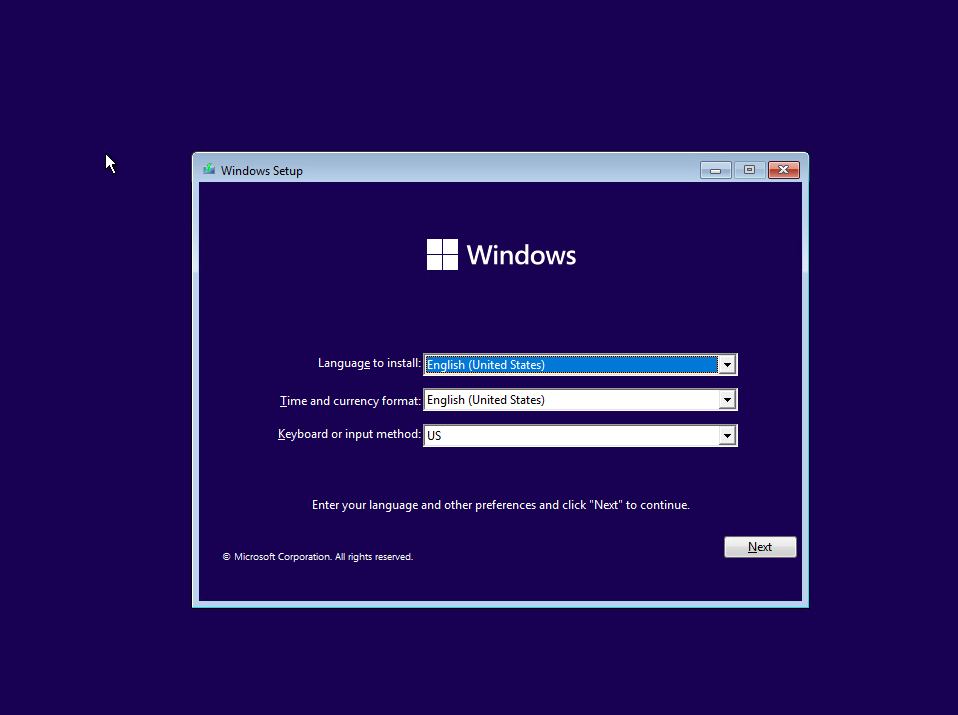 Windows Setup
Windows
Language to install: English (United States)
Time and currency format: English (United States)
Keyboard or input method: US
Enter your language and other preferences and click "Next" to continue.
Next
© Microsoft Corporation. All rights reserved.